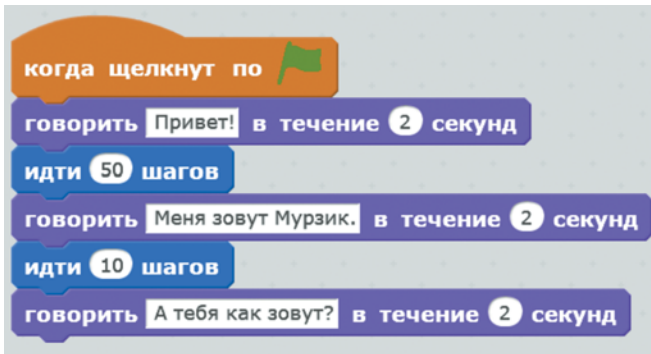 когда щелкнут по
говорить Привет! в течение 2 секунд
идти 50 шагов
говорить Меня зовут Мурзик. в течение 2 секунд
идти 10 шагов
говорить А тебя как зовут? в течение 2 секунд